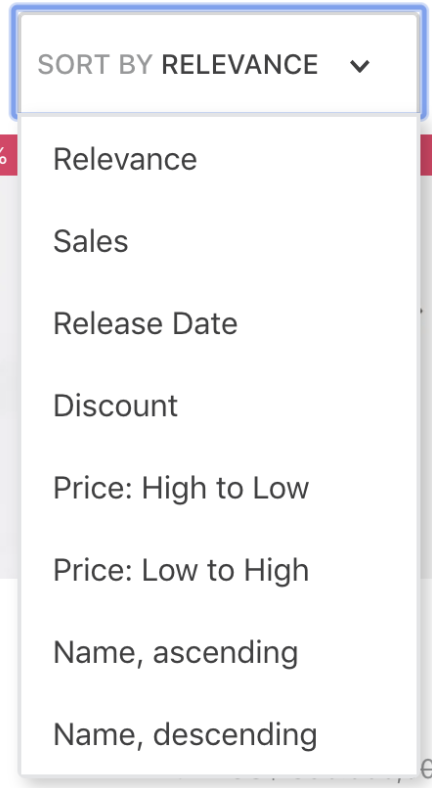 SORT BY RELEVANCE
%
Relevance
Sales
Release Date
Discount
Price: High to Low
Price: Low to High
Name, ascending
Name, descending